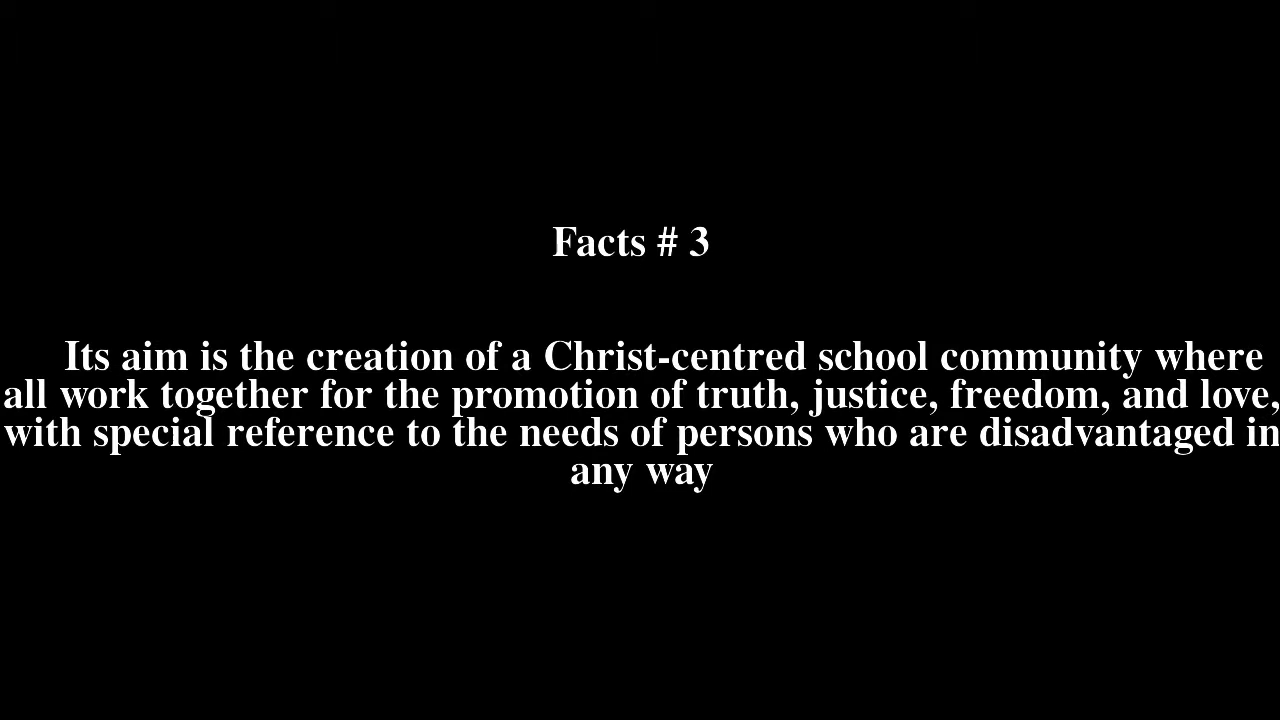 Facts # 3
Its aim is the creation of a Christ-centred school community where
all work together for the promotion of truth, justice, freedom, and love,
with special reference to the needs of persons who are disadvantaged in
any way